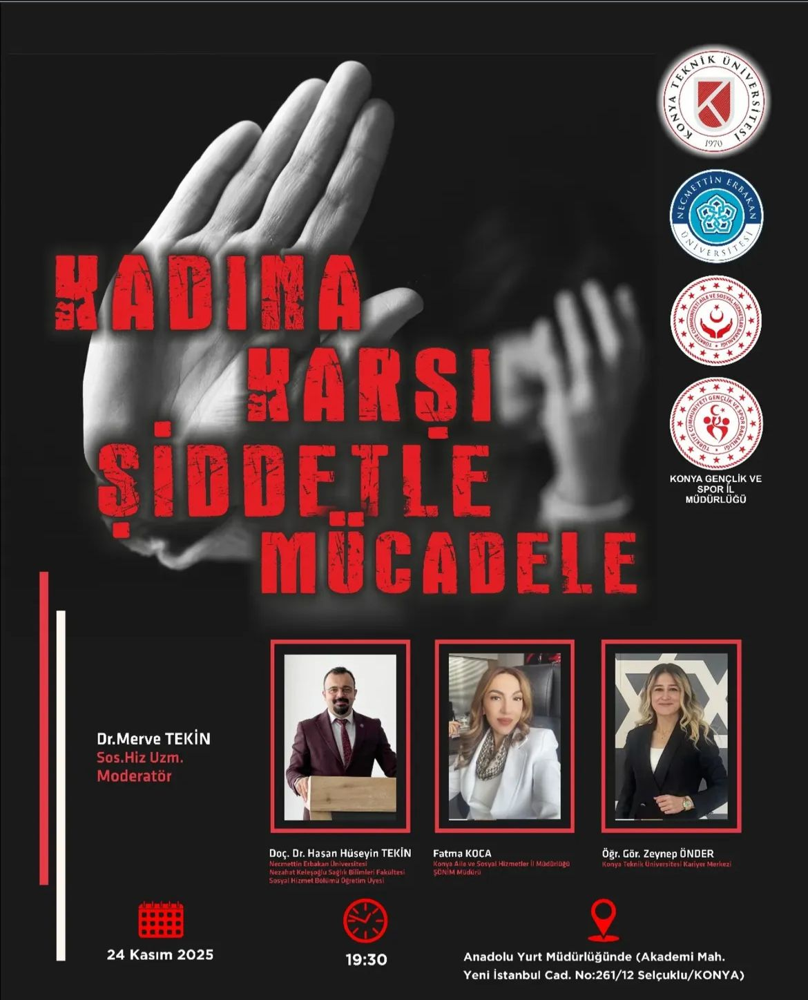 KONYA TEKNİK ÜNİVERSİTESİ
1970
NECMETTİN ERBAKAN
ÜNİVERSİTESİ
TÜRKİYE CUMHURİYETİ AİLE VE SOSYAL HİZMETLER BAKANLIĞI
TÜRKİYE CUMHURİYETİ GENÇLİK VE SPOR BAKANLIĞI
KONYA GENÇLİK VE
SPOR İL
MÜDÜRLÜĞÜ
KADINA
KARŞI
ŞİDDETLE
MÜCADELE
Dr.Merve TEKİN
Sos.Hiz Uzm.
Moderatör
Doç. Dr. Hasan Hüseyin TEKİN
Necmettin Erbakan Üniversitesi
Nezahat Keleşoğlu Sağlık Bilimleri Fakültesi
Sosyal Hizmet Bölümü Öğretim Üyesi
Fatma KOCA
Konya Aile ve Sosyal Hizmetler İl Müdürlüğü
ŞÖNİM Müdürü
Öğr. Gör. Zeynep ÖNDER
Konya Teknik Üniversitesi Kariyer Merkezi
24 Kasım 2025
19:30
Anadolu Yurt Müdürlüğünde (Akademi Mah.
Yeni İstanbul Cad. No:261/12 Selçuklu/KONYA)